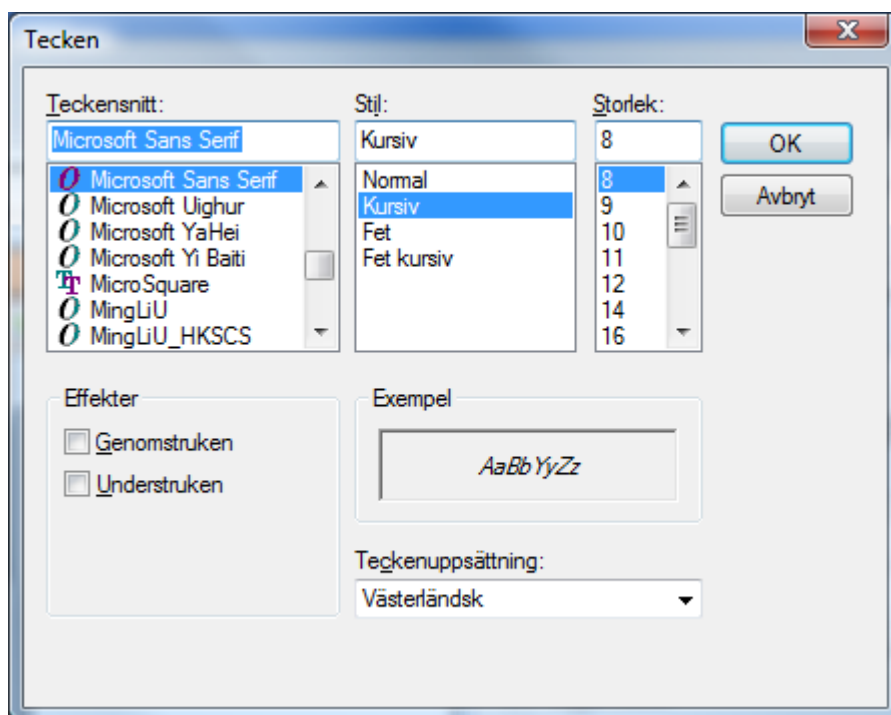 Tecken
Teckensnitt:
Microsoft Sans Serif
Microsoft Sans Serif
Microsoft Uighur
Microsoft YaHei
Microsoft Yi Baiti
MicroSquare
MingLiU
MingLiU_HKSCS
Stil:
Kursiv
Normal
Kursiv
Fet
Fet kursiv
Storlek:
8
8
9
10
11
12
14
16
OK
Avbryt
Effekter
Genomstruken
Understruken
Exempel
AaBbYyZz
Teckenuppsättning:
Västerländsk